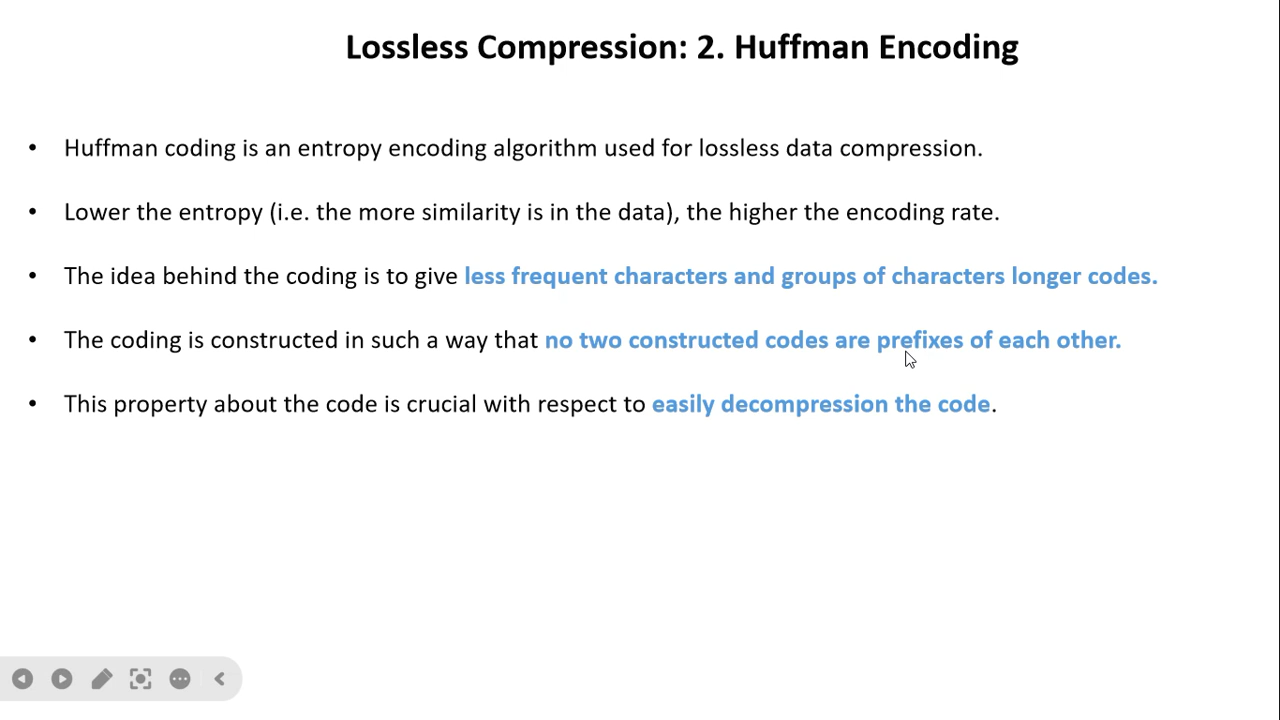 Lossless Compression: 2. Huffman Encoding
• Huffman coding is an entropy encoding algorithm used for lossless data compression.
• Lower the entropy (i.e. the more similarity is in the data), the higher the encoding rate.
• The idea behind the coding is to give less frequent characters and groups of characters longer codes.
• The coding is constructed in such a way that no two constructed codes are prefixes of each other.
• This property about the code is crucial with respect to easily decompression the code.